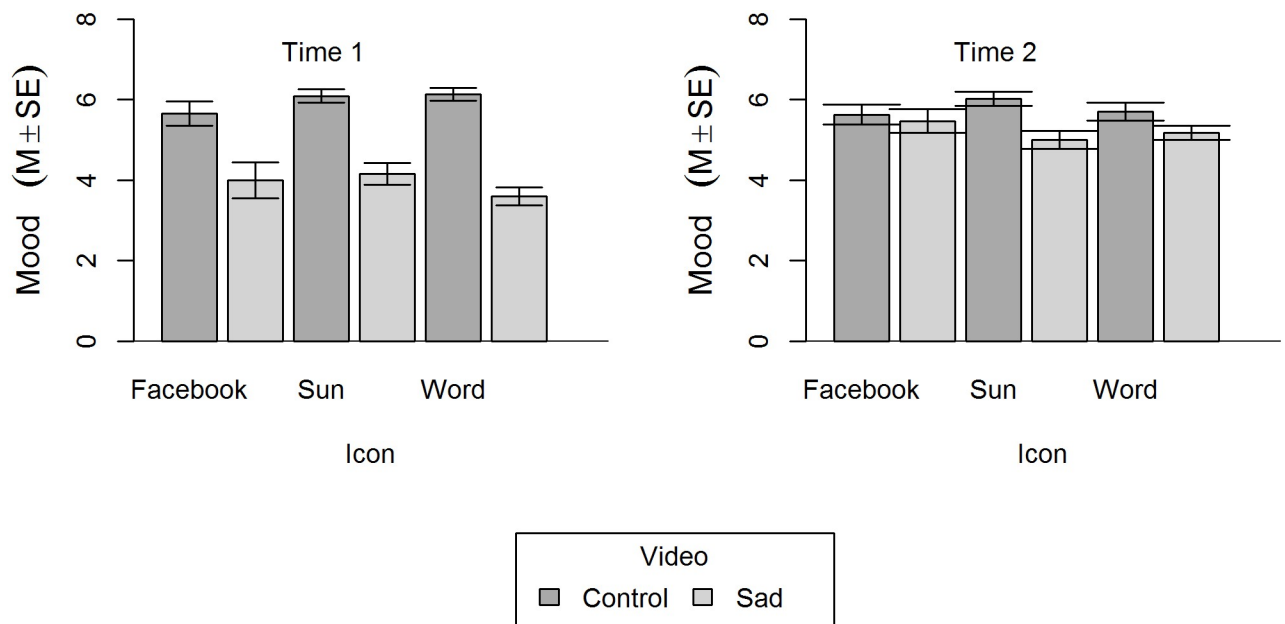 Time 1
Mood (M±SE)
8
6
4
2
0
Facebook Sun Word
Icon
Time 2
Mood (M±SE)
8
6
4
2
0
Facebook Sun Word
Icon
Video
Control Sad